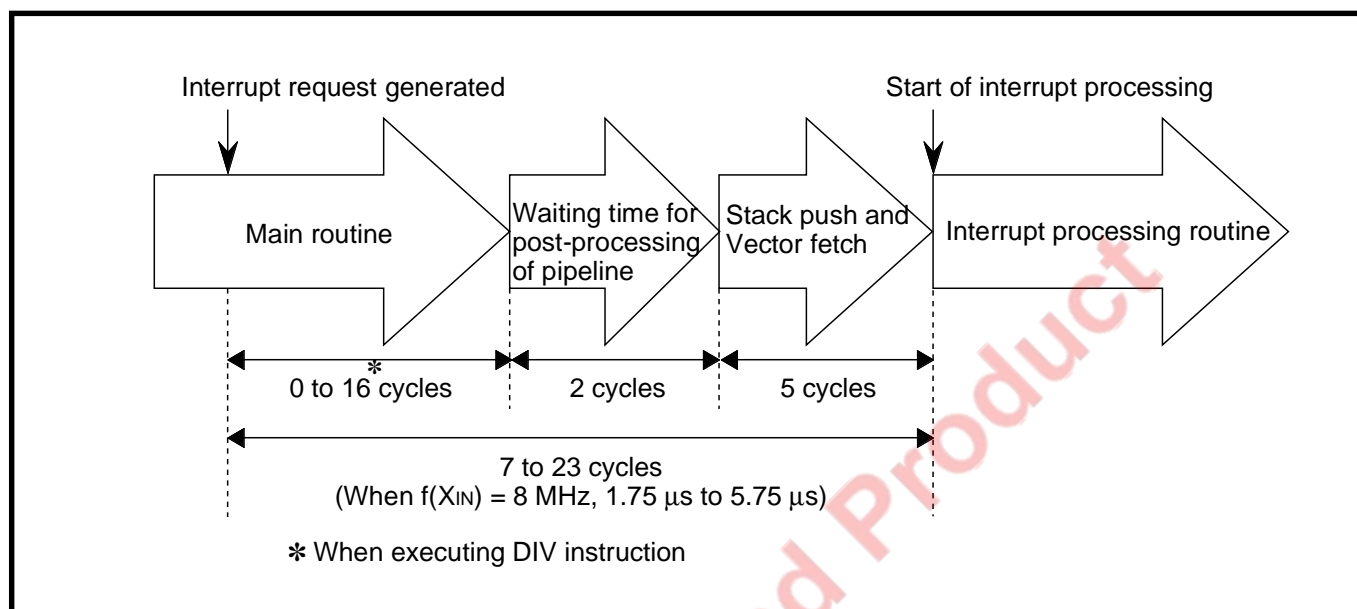 Interrupt request generated
Start of interrupt processing
Main routine
Waiting time for
post-processing
of pipeline
Stack push and
Vector fetch
Interrupt processing routine
0 to 16 cycles
*
2 cycles
5 cycles
7 to 23 cycles
(When f(XIN) = 8 MHz, 1.75 μs to 5.75 μs)
* When executing DIV instruction
Product